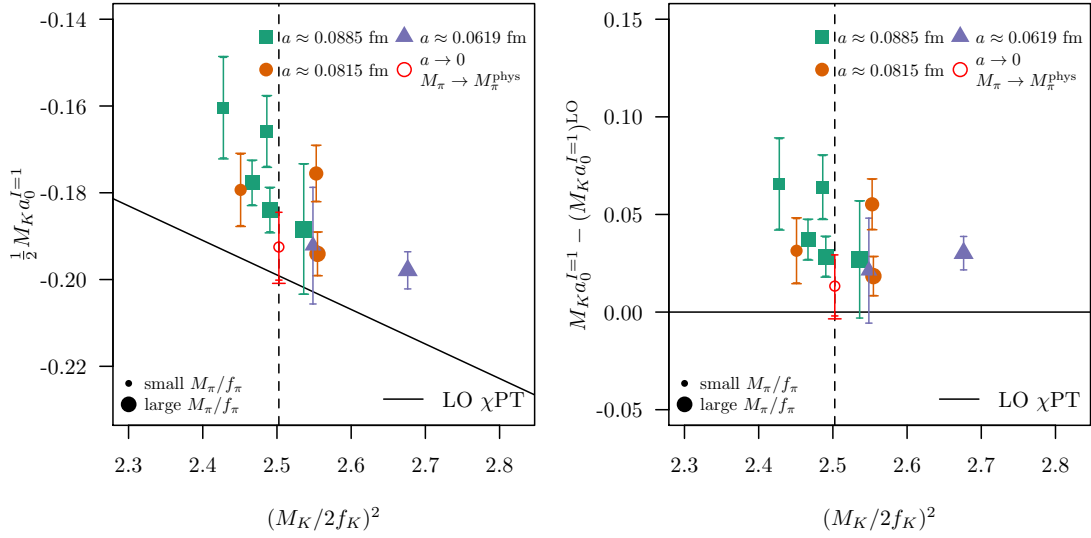 -0.14
-0.16
-0.18
-0.20
-0.22
½ M_K a_0^{I=1}
a ≈ 0.0885 fm
a ≈ 0.0619 fm
a ≈ 0.0815 fm
a → 0
M_π → M_π^{phys}
small M_π/f_π
large M_π/f_π
LO χPT
2.3 2.4 2.5 2.6 2.7 2.8
(M_K/2f_K)²
0.15
0.10
0.05
0.00
-0.05
M_K a_0^{I=1} − (M_K a_0^{I=1})^{LO}
a ≈ 0.0885 fm
a ≈ 0.0619 fm
a ≈ 0.0815 fm
a → 0
M_π → M_π^{phys}
small M_π/f_π
large M_π/f_π
LO χPT
2.3 2.4 2.5 2.6 2.7 2.8
(M_K/2f_K)²